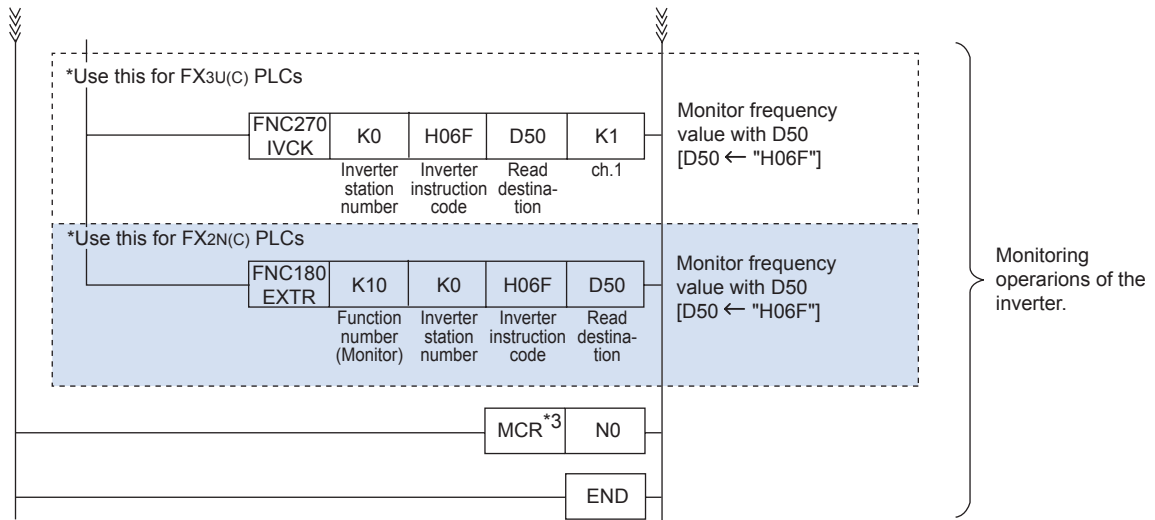 *Use this for FX3U(C) PLCs
FNC270
IVCK
K0
H06F
D50
K1
Inverter
station
number
Inverter
instruction
code
Read
destina-
tion
ch.1
Monitor frequency
value with D50
[D50 ← "H06F"]
*Use this for FX2N(C) PLCs
FNC180
EXTR
K10
K0
H06F
D50
Function
number
(Monitor)
Inverter
station
number
Inverter
instruction
code
Read
destina-
tion
Monitor frequency
value with D50
[D50 ← "H06F"]
Monitoring
operarions of the
inverter.
MCR*3
N0
END